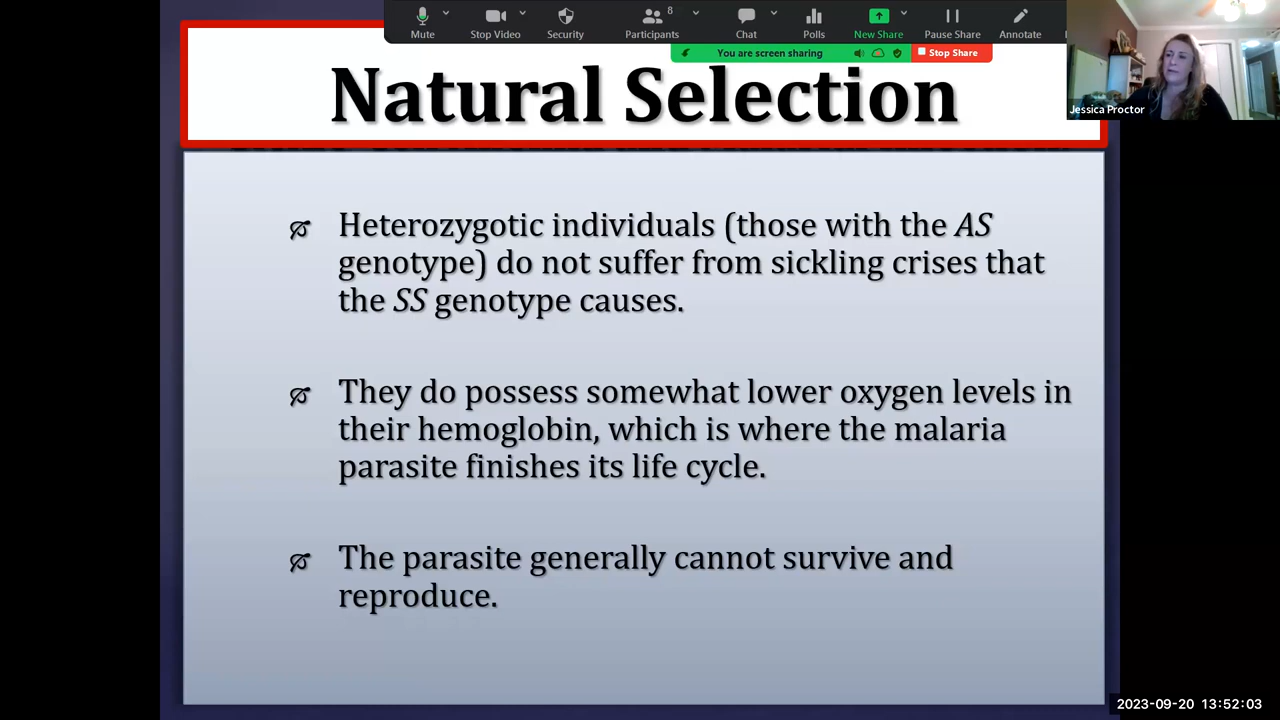 Mute
Stop Video
Security
8
Participants
Chat
Polls
New Share
Pause Share
Annotate
You are screen sharing
Stop Share
Jessica Proctor
Natural Selection
Heterozygotic individuals (those with the AS
genotype) do not suffer from sickling crises that
the SS genotype causes.
They do possess somewhat lower oxygen levels in
their hemoglobin, which is where the malaria
parasite finishes its life cycle.
The parasite generally cannot survive and
reproduce.
2023-09-20 13:52:03